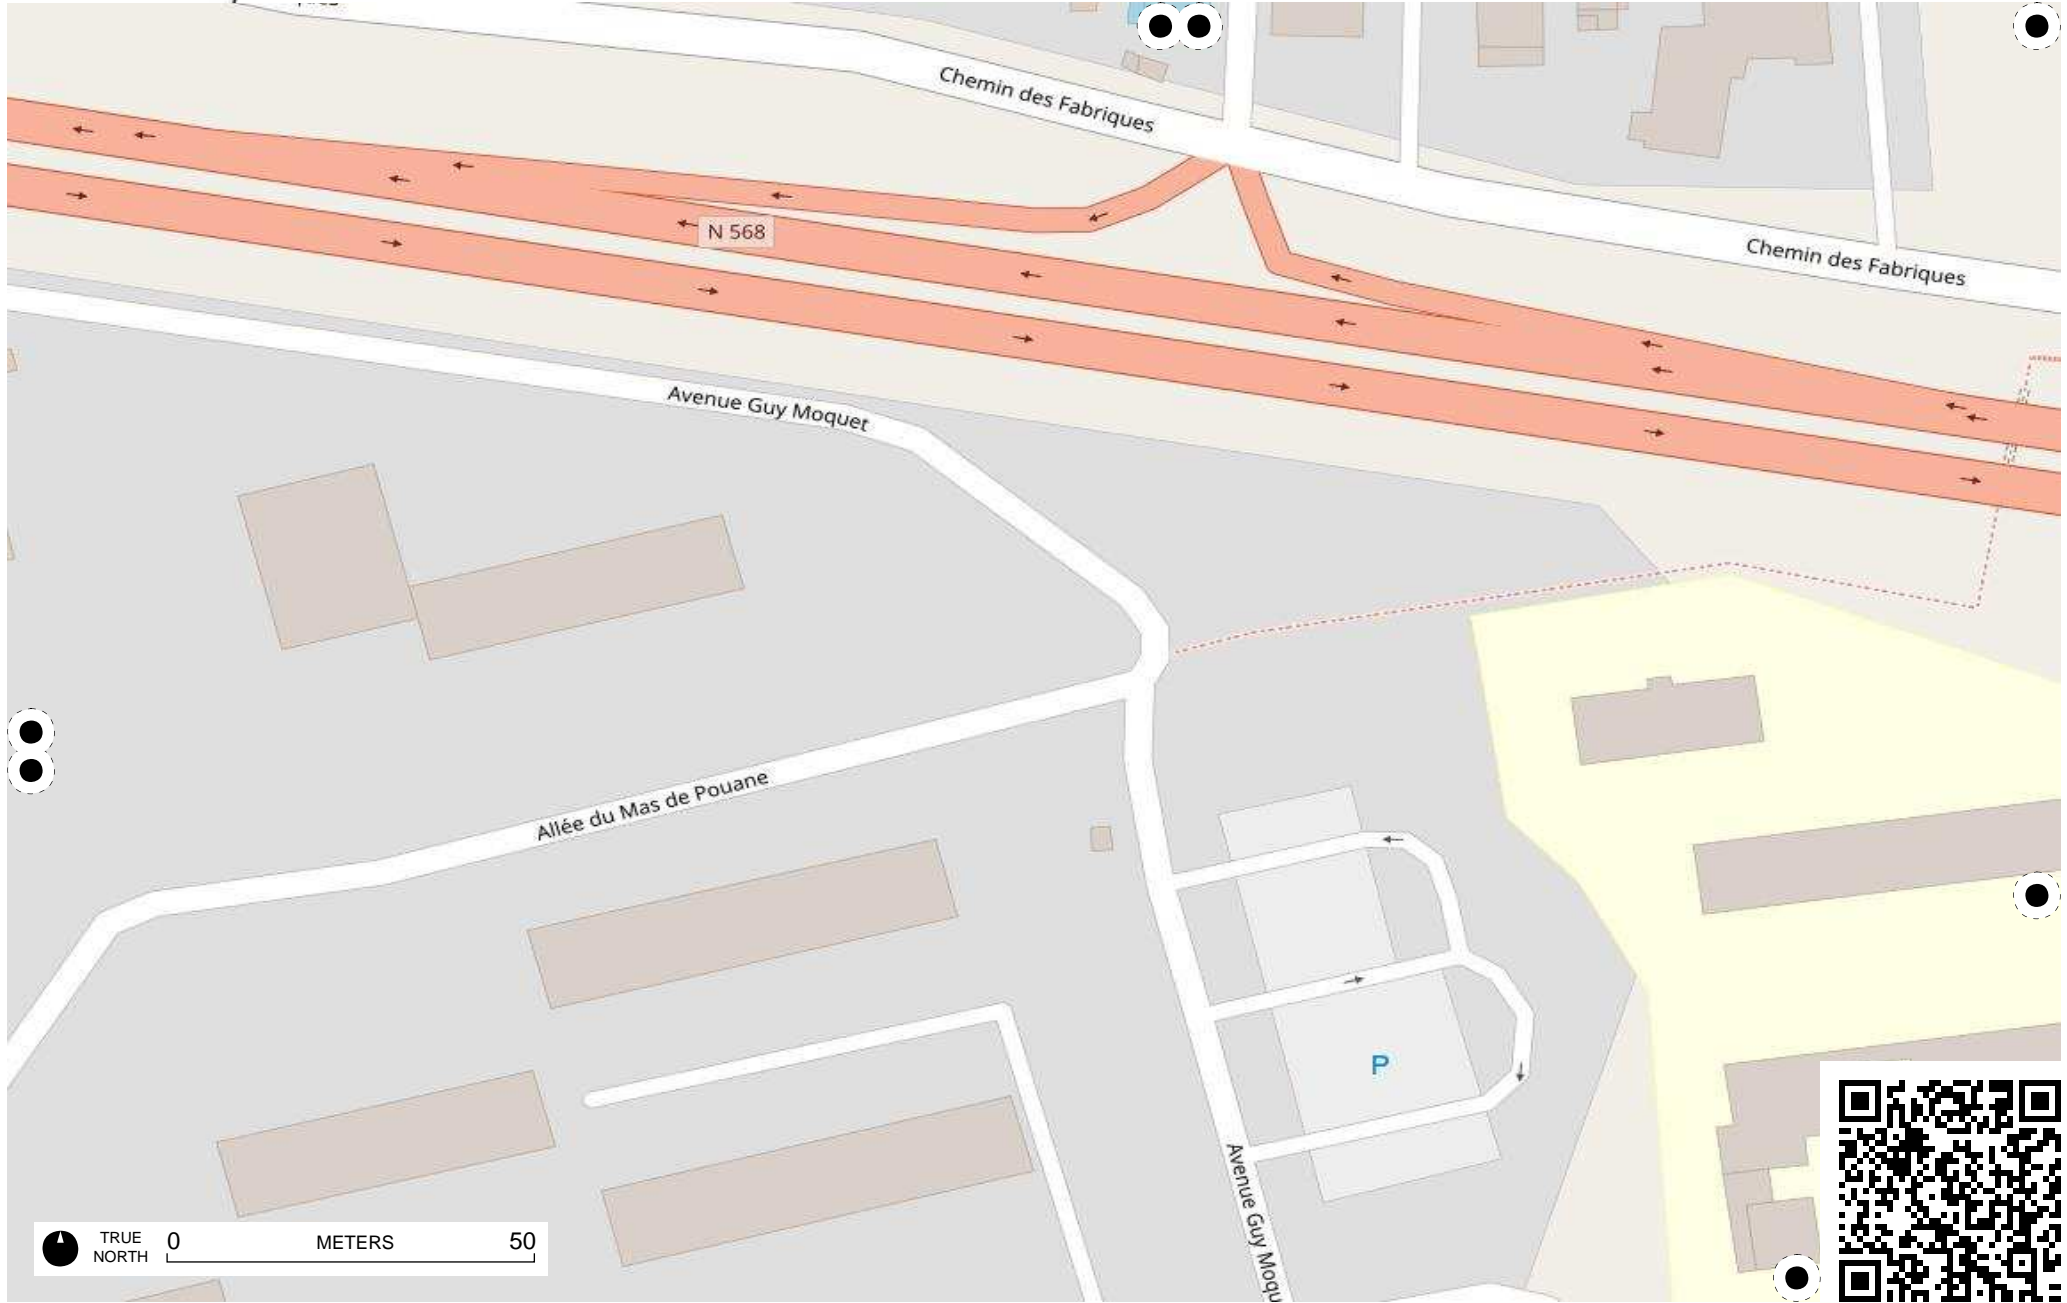 Chemin des Fabriques
N 568
Chemin des Fabriques
Avenue Guy Moquet
Allée du Mas de Pouane
P
Avenue Guy Moqu
TRUE
NORTH
0 METERS 50